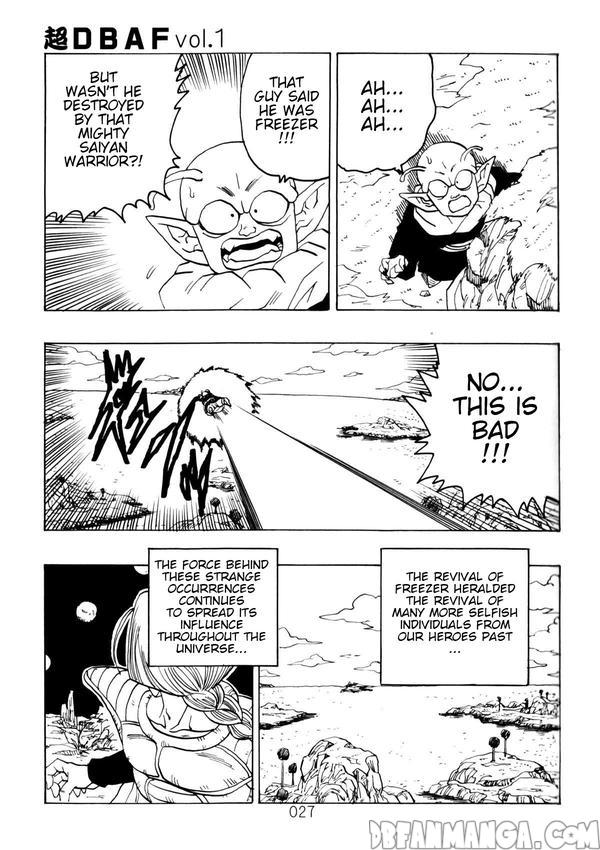 超DBAF vol.1
AH...
AH...
AH...
THAT
GUY SAID
HE WAS
FREEZER
!!!
BUT
WASN'T HE
DESTROYED
BY THAT
MIGHTY
SAIYAN
WARRIOR?!
NO...
THIS IS
BAD
!!!
THE REVIVAL OF
FREEZER HERALDED
THE REVIVAL OF
MANY MORE SELFISH
INDIVIDUALS FROM
OUR HEROES PAST
...
THE FORCE BEHIND
THESE STRANGE
OCCURRENCES
CONTINUES
TO SPREAD ITS
INFLUENCE
THROUGHOUT THE
UNIVERSE...
027
DBFANMANGA.COM